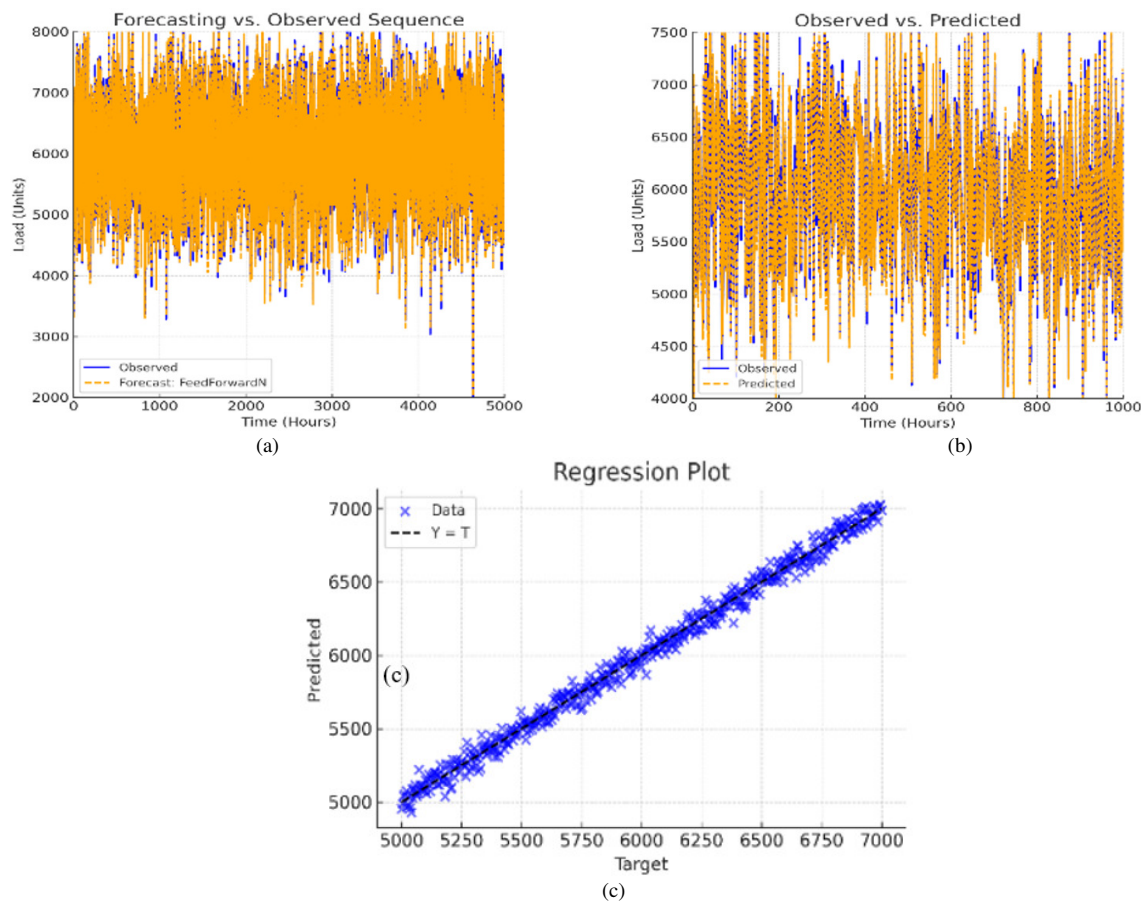 Forecasting vs. Observed Sequence
8000
7000
6000
5000
4000
3000
2000
Load (Units)
Observed
Forecast: FeedForwardN
0 1000 2000 3000 4000 5000
Time (Hours)
(a)
Observed vs. Predicted
7500
7000
6500
6000
5500
5000
4500
4000
Load (Units)
Observed
Predicted
0 200 400 600 800 1000
Time (Hours)
(b)
Regression Plot
7000
6500
6000
5500
5000
Predicted
Data
Y = T
(c)
5000 5250 5500 5750 6000 6250 6500 6750 7000
Target
(c)